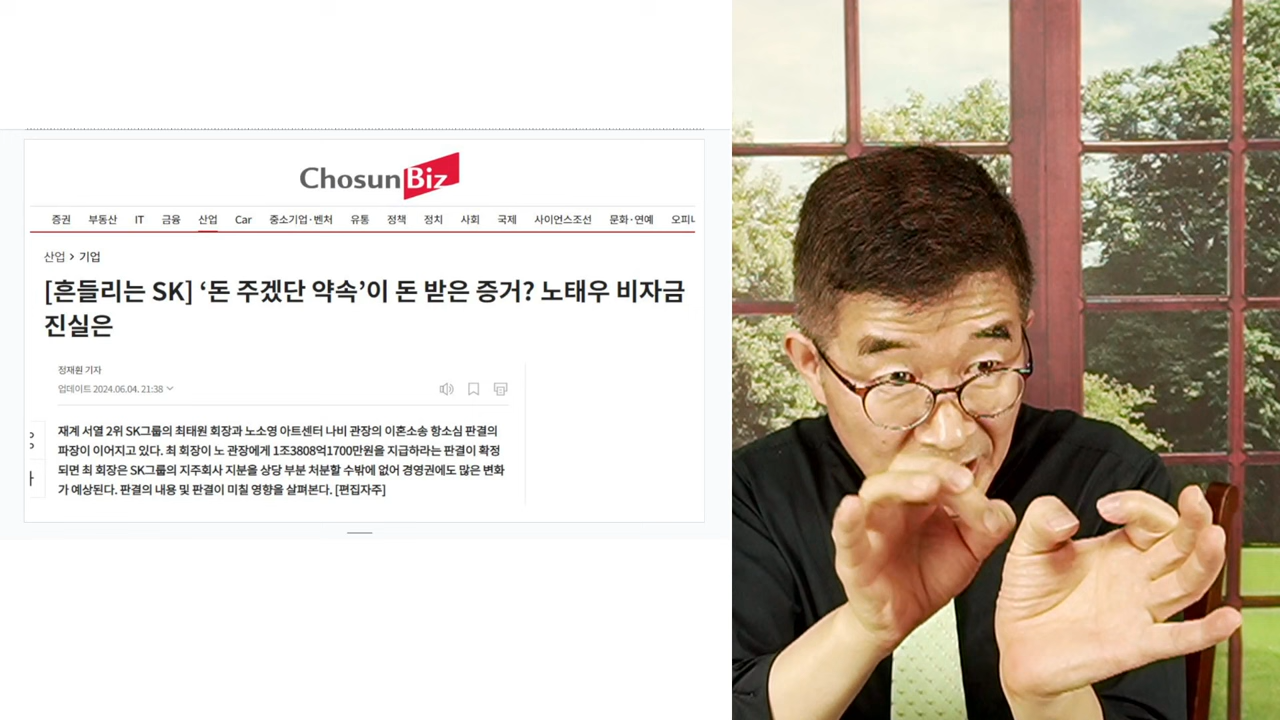 ChosunBiz
증권 부동산 IT 금융 산업 Car 중소기업·벤처 유통 정책 정치 사회 국제 사이언스조선 문화·연예 오피니
산업 > 기업
[흔들리는 SK] ‘돈 주겠단 약속’이 돈 받은 증거? 노태우 비자금
진실은
정재원 기자
업데이트 2024.06.04. 21:38
재계 서열 2위 SK그룹의 최태원 회장과 노소영 아트센터 나비 관장의 이혼소송 항소심 판결의
파장이 이어지고 있다. 최 회장이 노 관장에게 1조3808억1700만원을 지급하라는 판결이 확정
되면 최 회장은 SK그룹의 지주회사 지분을 상당 부분 처분할 수밖에 없어 경영권에도 많은 변화
가 예상된다. 판결의 내용 및 판결이 미칠 영향을 살펴본다. [편집자주]